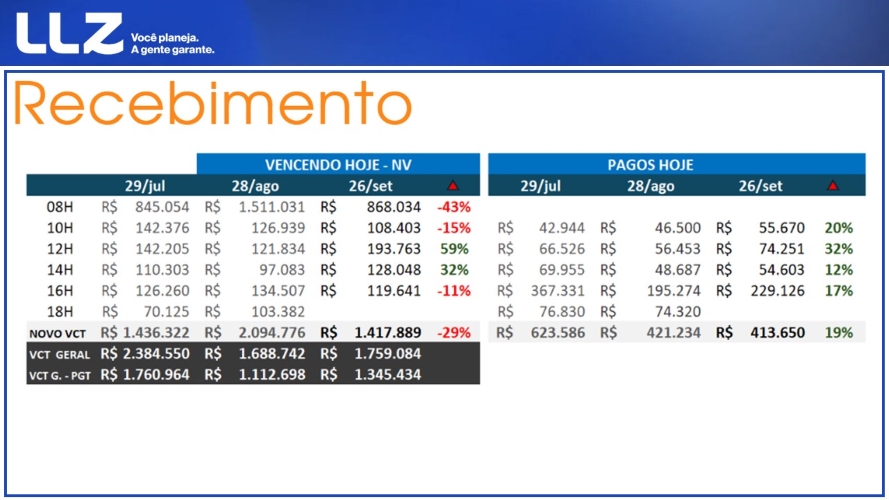 LLZ Você planeja.
A gente garante.
Recebimento
VENCENDO HOJE - NV PAGOS HOJE
29/jul 28/ago 26/set 29/jul 28/ago 26/set
08H R$ 845.054 R$ 1.511.031 R$ 868.034 -43%
10H R$ 142.376 R$ 126.939 R$ 108.403 -15% R$ 42.944 R$ 46.500 R$ 55.670 20%
12H R$ 142.205 R$ 121.834 R$ 193.763 59% R$ 66.526 R$ 56.453 R$ 74.251 32%
14H R$ 110.303 R$ 97.083 R$ 128.048 32% R$ 69.955 R$ 48.687 R$ 54.603 12%
16H R$ 126.260 R$ 134.507 R$ 119.641 -11% R$ 367.331 R$ 195.274 R$ 229.126 17%
18H R$ 70.125 R$ 103.382 R$ 76.830 R$ 74.320
NOVO VCT R$ 1.436.322 R$ 2.094.776 R$ 1.417.889 -29% R$ 623.586 R$ 421.234 R$ 413.650 19%
VCT GERAL R$ 2.384.550 R$ 1.688.742 R$ 1.759.084
VCT G. - PGT R$ 1.760.964 R$ 1.112.698 R$ 1.345.434